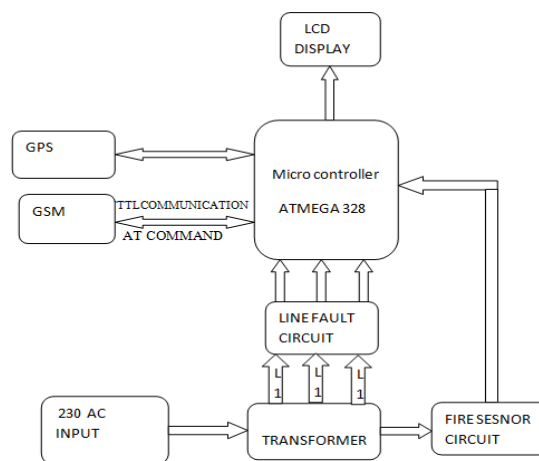 LCD
DISPLAY
GPS
Micro controller
ATMEGA 328
GSM
TTLCOMMUNICATION
AT COMMAND
LINE FAULT
CIRCUIT
L
1
L
1
L
1
230 AC
INPUT
TRANSFORMER
FIRE SESNOR
CIRCUIT